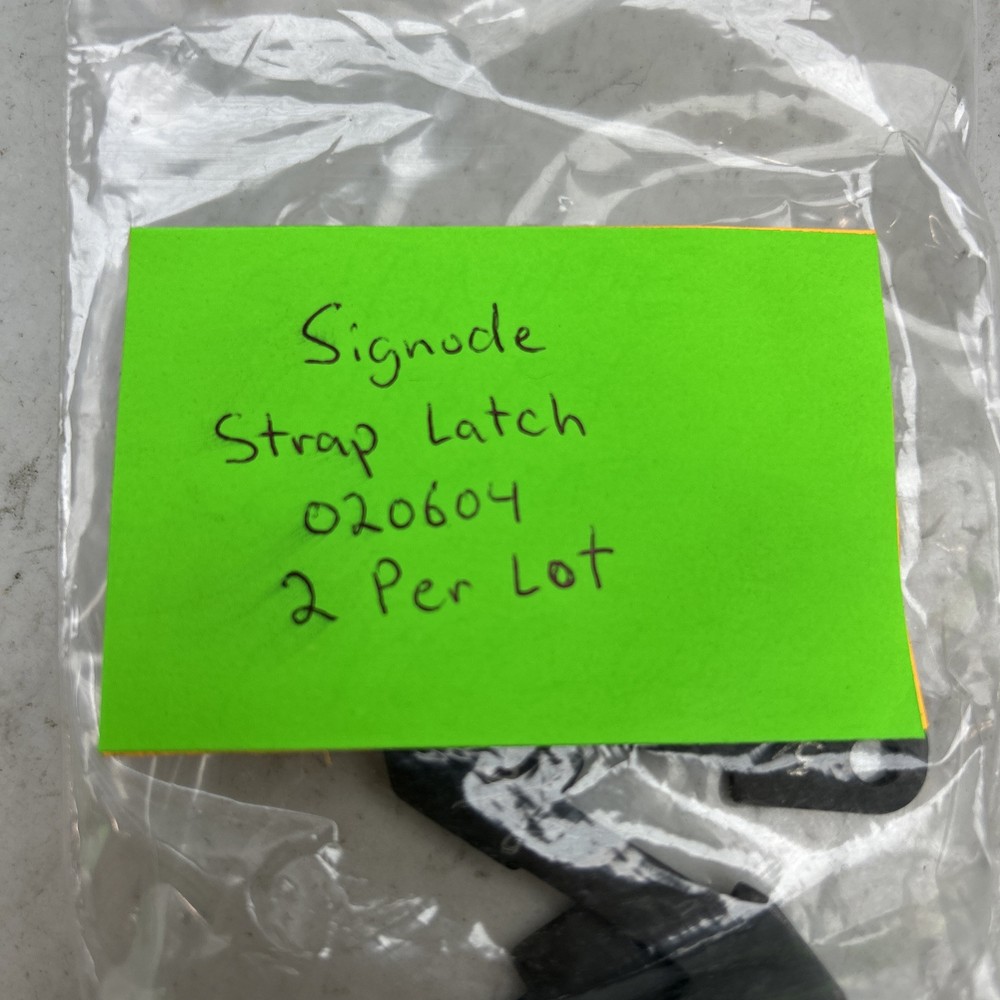 Signode
Strap Latch
020604
2 Per Lot